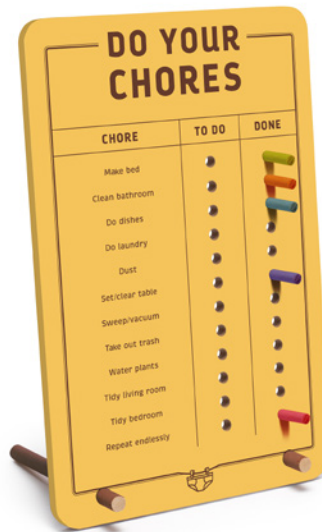 DO YOUR
CHORES
CHORE TO DO DONE
Make bed
Clean bathroom
Do dishes
Do laundry
Dust
Set/clear table
Sweep/vacuum
Take out trash
Water plants
Tidy living room
Tidy bedroom
Repeat endlessly